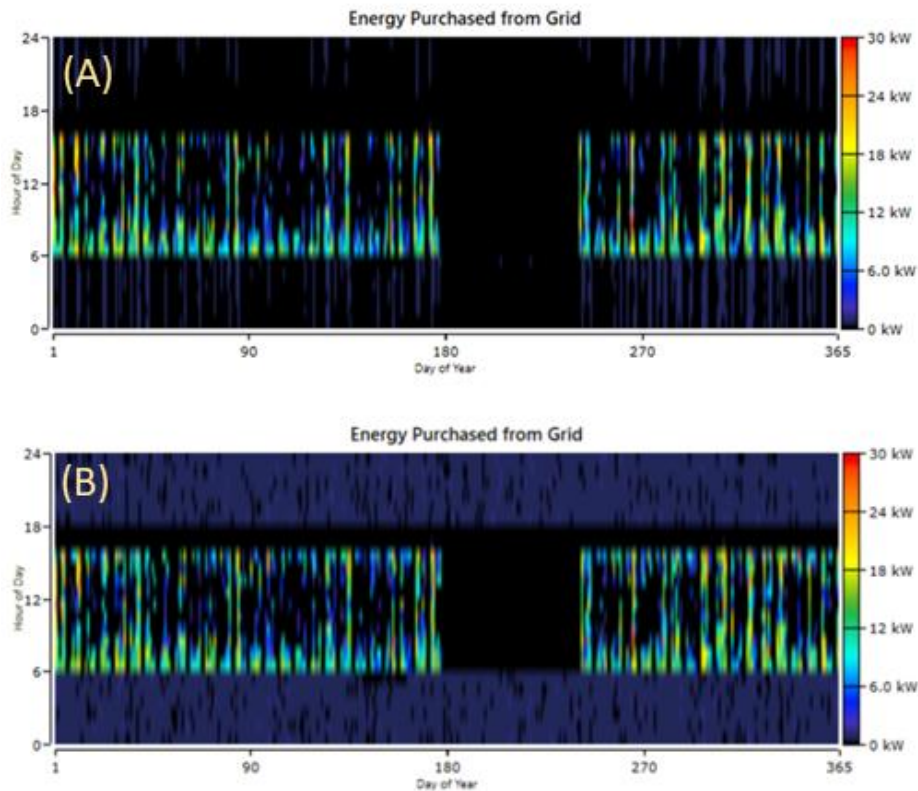 Energy Purchased from Grid
(A)
24
18
12
6
0
Hour of Day
1
90
180
270
365
Day of Year
30 kW
24 kW
18 kW
12 kW
6.0 kW
0 kW
Energy Purchased from Grid
(B)
24
18
12
6
0
Hour of Day
1
90
180
270
365
Day of Year
30 kW
24 kW
18 kW
12 kW
6.0 kW
0 kW